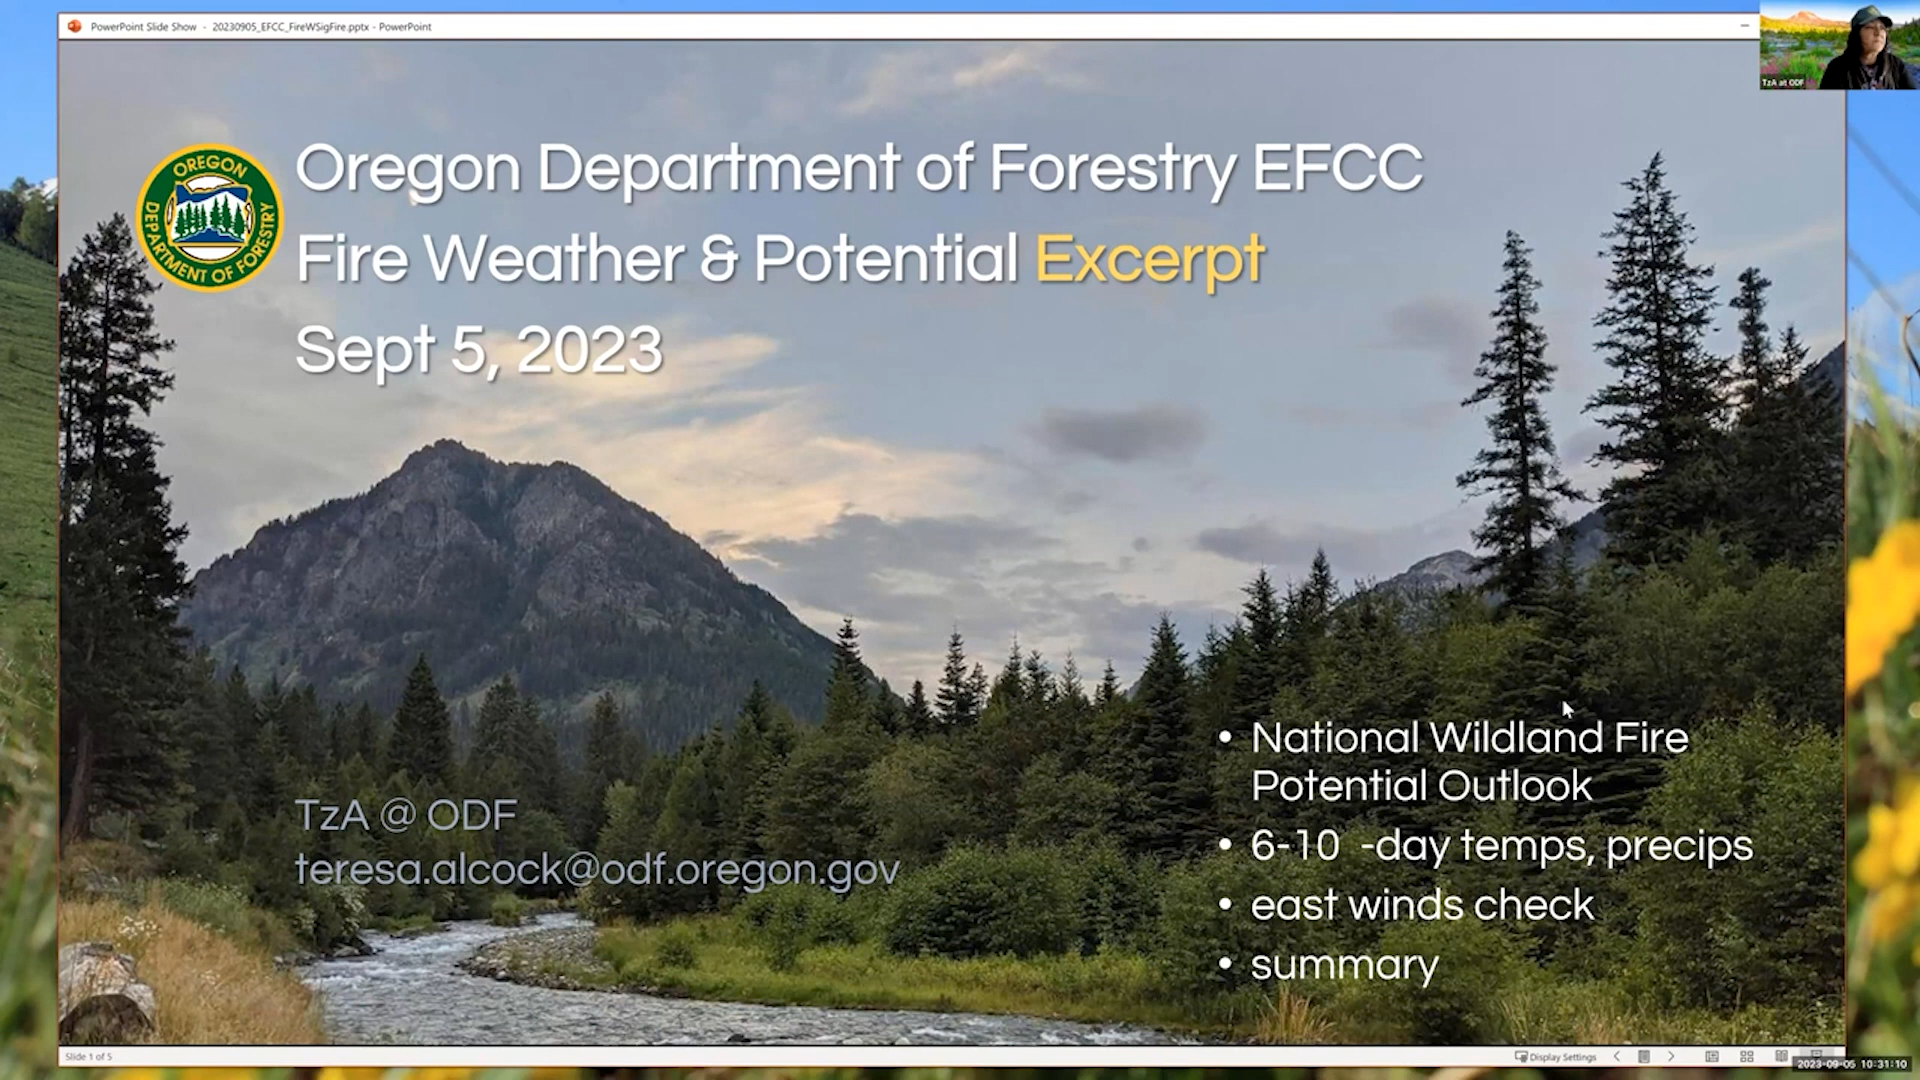 PowerPoint Slide Show - 20230905_EFCC_FireWSigFire.pptx - PowerPoint
TzA at ODF
OREGON
DEPARTMENT OF FORESTRY
Oregon Department of Forestry EFCC
Fire Weather & Potential Excerpt
Sept 5, 2023
• National Wildland Fire
Potential Outlook
• 6-10 -day temps, precips
• east winds check
• summary
TzA @ ODF
teresa.alcock@odf.oregon.gov
Slide 1 of 5
Display Settings
2023-09-05 10:31:10